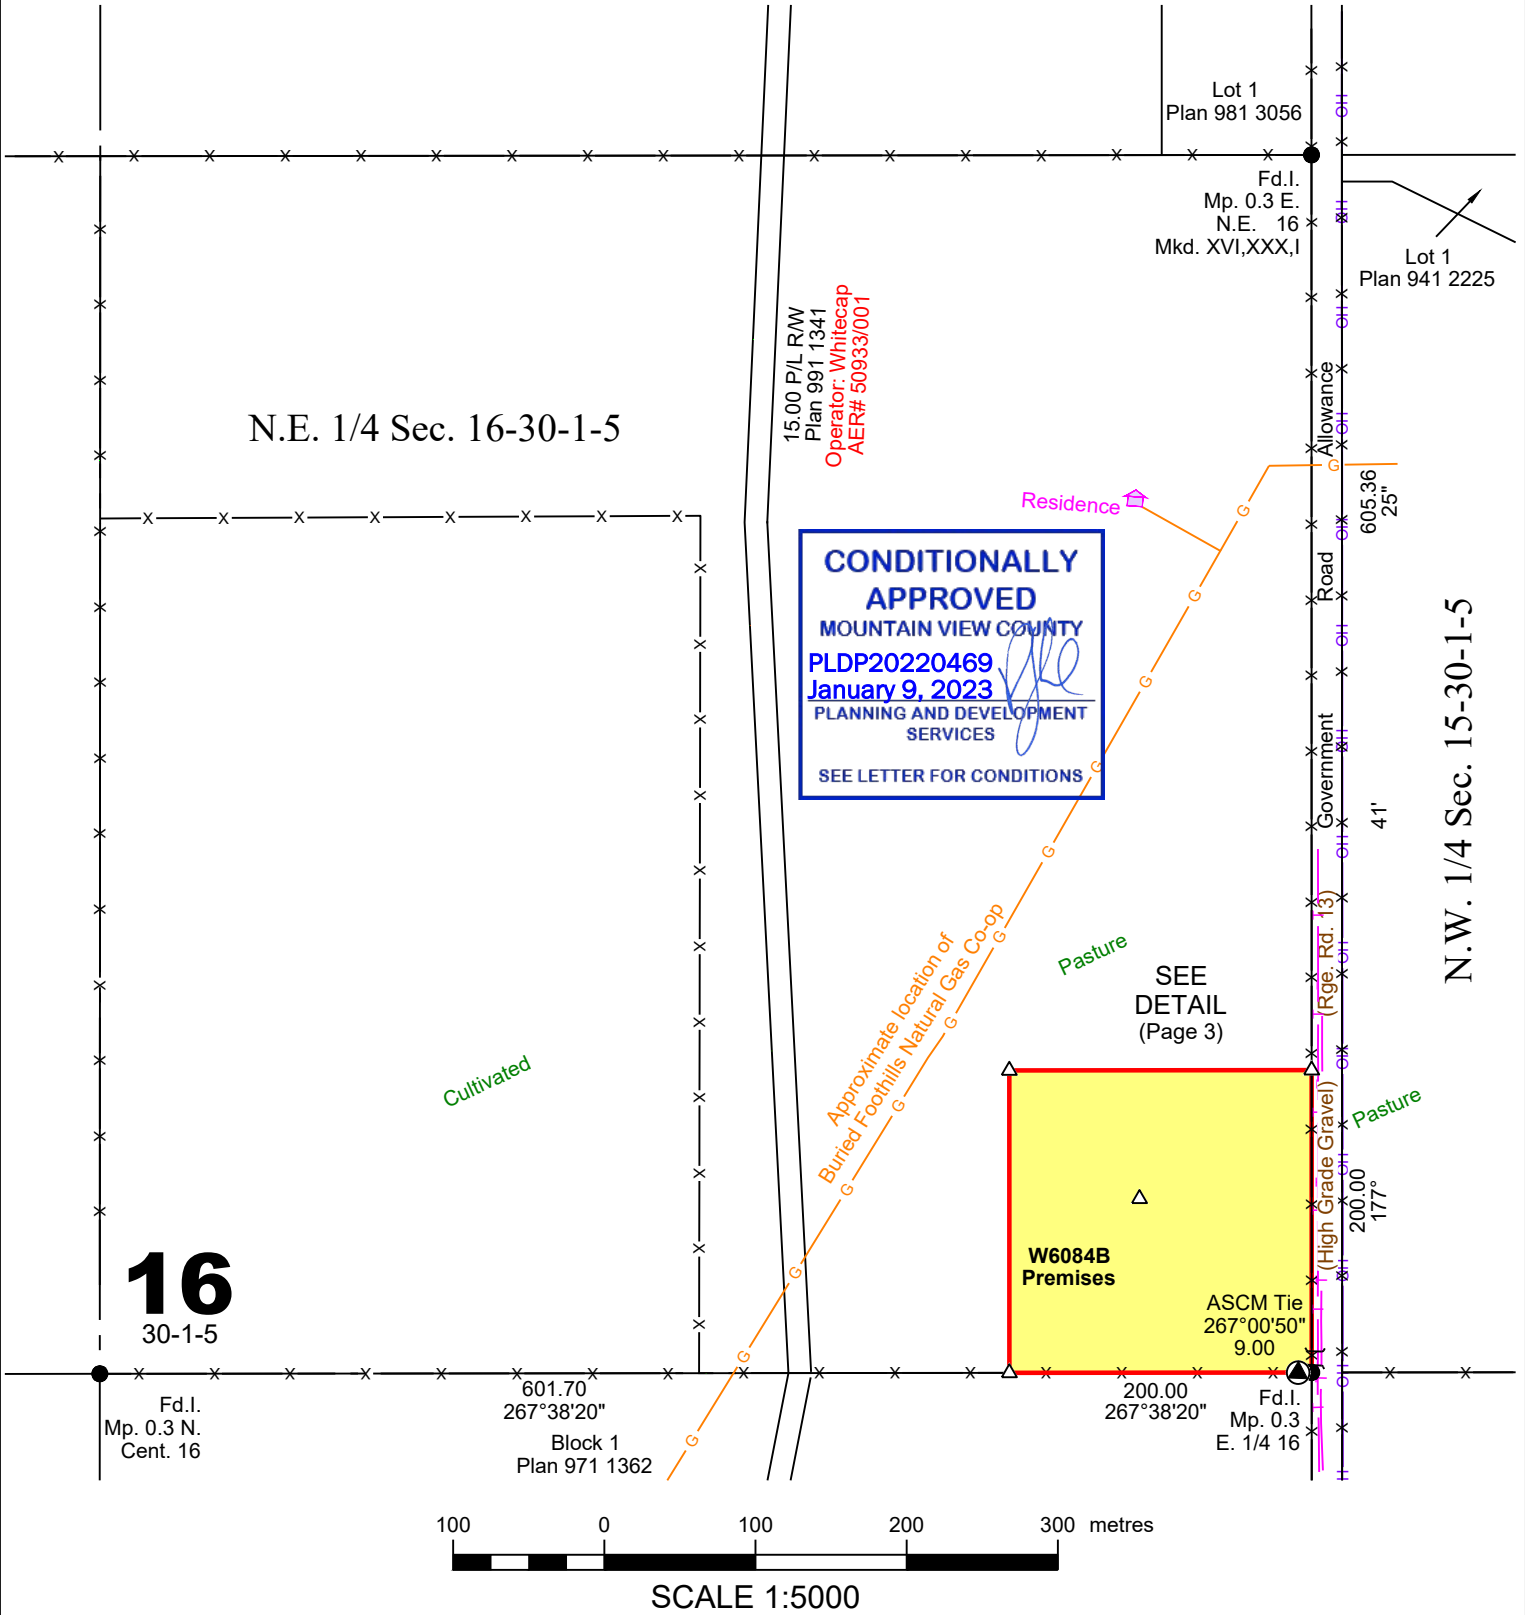 Lot 1
Plan 981 3056
Fd.I.
Mp. 0.3 E.
N.E. 16
Mkd. XVI,XXX,I
Lot 1
Plan 941 2225
15.00 P/L R/W
Plan 991 1341
Operator: Whitecap
AER# 50933/001
N.E. 1/4 Sec. 16-30-1-5
Residence
Government Road Allowance
605.36
177° 41' 25"
200.00
N.W. 1/4 Sec. 15-30-1-5
CONDITIONALLY
APPROVED
MOUNTAIN VIEW COUNTY
PLDP20220469
January 9, 2023
PLANNING AND DEVELOPMENT
SERVICES
SEE LETTER FOR CONDITIONS
(High Grade Gravel) (Rge. Rd. 13)
Approximate location of
Buried Foothills Natural Gas Co-op
Pasture
SEE
DETAIL
(Page 3)
Cultivated
Pasture
W6084B
Premises
ASCM Tie
267°00'50"
9.00
16
30-1-5
Fd.I.
Mp. 0.3 N.
Cent. 16
601.70
267°38'20"
Block 1
Plan 971 1362
200.00
267°38'20"
Fd.I.
Mp. 0.3
E. 1/4 16
100 0 100 200 300 metres
SCALE 1:5000